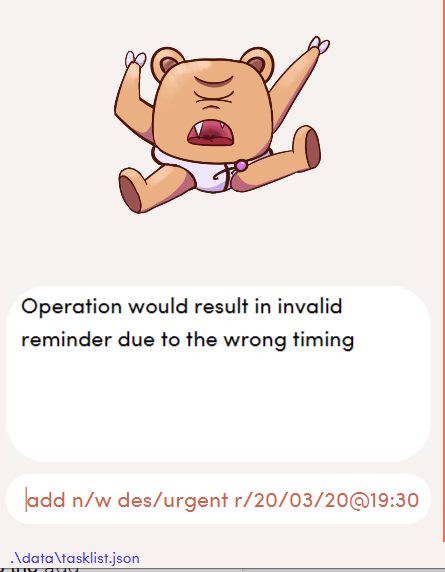 Operation would result in invalid
reminder due to the wrong timing
add n/w des/urgent r/20/03/20@19:30
.\data\tasklist.json